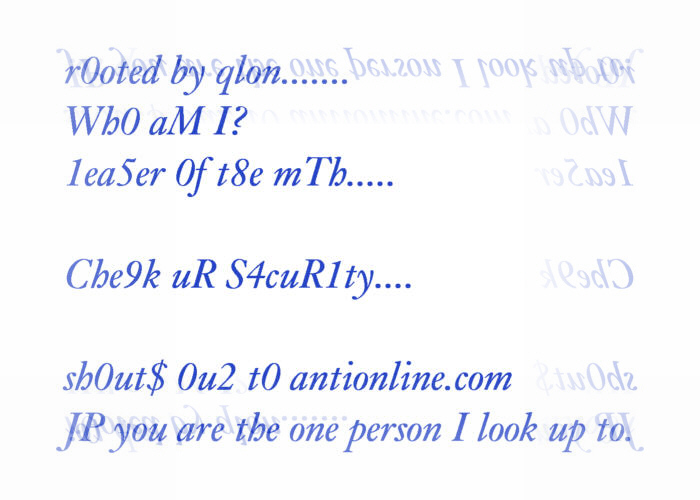 r0oted by qlon.......
Wh0 aM I?
1ea5er 0f t8e mTh.....
Che9k uR S4cuR1ty....
sh0ut$ 0u2 t0 antionline.com
JP you are the one person I look up to.